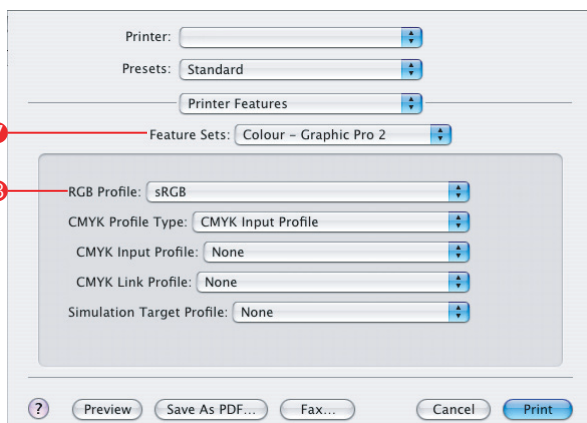 Printer:
Presets: Standard
Printer Features
Feature Sets: Colour – Graphic Pro 2
RGB Profile: sRGB
CMYK Profile Type: CMYK Input Profile
CMYK Input Profile: None
CMYK Link Profile: None
Simulation Target Profile: None
? Preview Save As PDF... Fax... Cancel Print